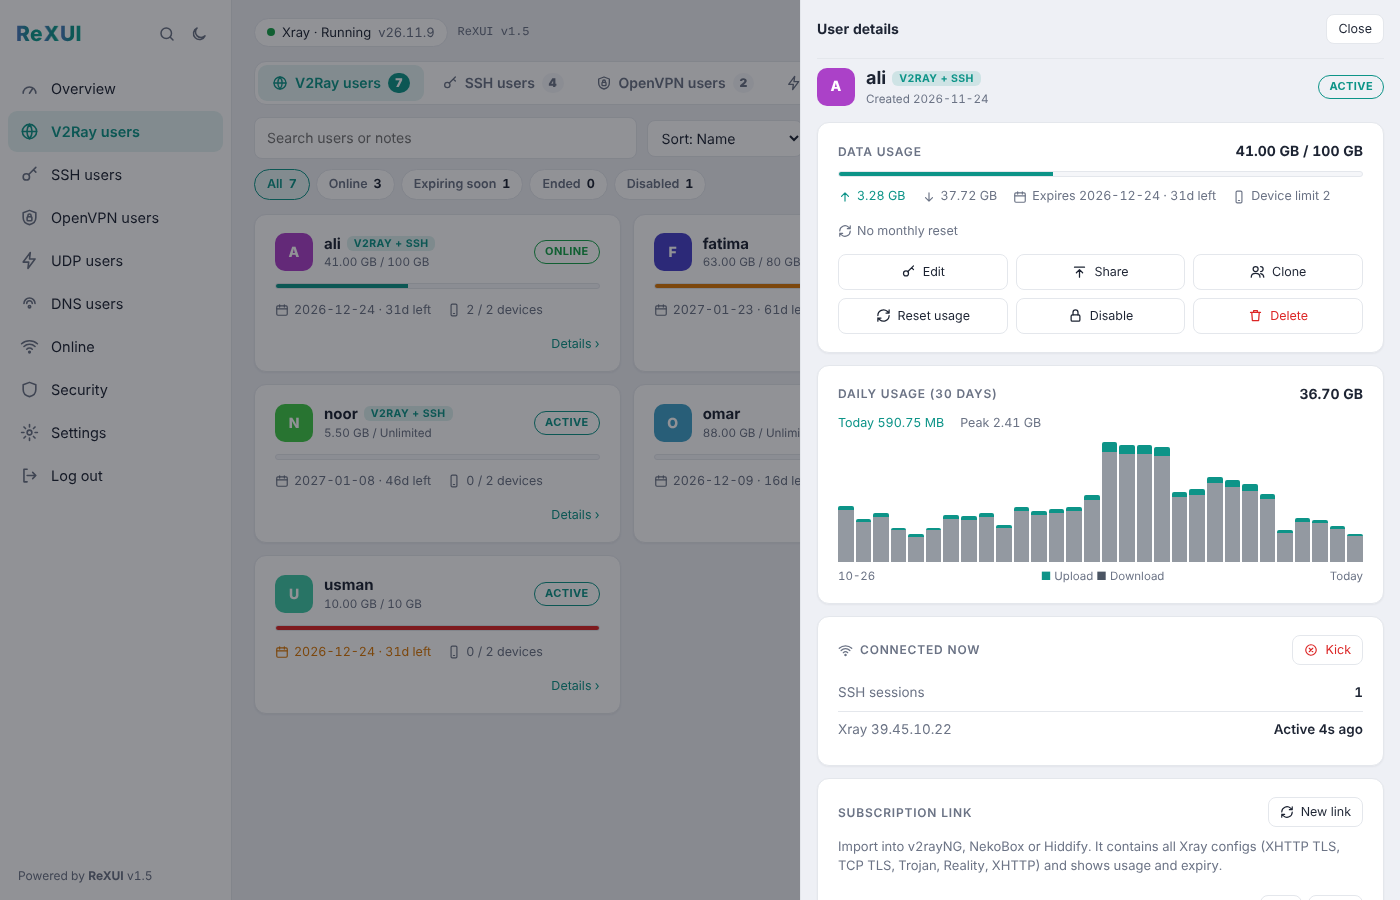 ReXUI
Overview
V2Ray users
SSH users
OpenVPN users
UDP users
DNS users
Online
Security
Settings
Log out
Powered by ReXUI v1.5
Xray · Running v26.11.9
ReXUI v1.5
V2Ray users 7
SSH users 4
OpenVPN users 2
Search users or notes
Sort: Name
All 7
Online 3
Expiring soon 1
Ended 0
Disabled 1
A
ali V2RAY + SSH
41.00 GB / 100 GB
ONLINE
2026-12-24 · 31d left
2 / 2 devices
Details ›
F
fatima
63.00 GB / 80 GB
2027-01-23 · 61d le
N
noor V2RAY + SSH
5.50 GB / Unlimited
ACTIVE
2027-01-08 · 46d left
0 / 2 devices
Details ›
O
omar
88.00 GB / Unlimi
2026-12-09 · 16d le
U
usman
10.00 GB / 10 GB
ACTIVE
2026-12-24 · 31d left
0 / 2 devices
Details ›
User details
Close
A
ali V2RAY + SSH
Created 2026-11-24
ACTIVE
DATA USAGE
41.00 GB / 100 GB
3.28 GB
37.72 GB
Expires 2026-12-24 · 31d left
Device limit 2
No monthly reset
Edit
Share
Clone
Reset usage
Disable
Delete
DAILY USAGE (30 DAYS)
36.70 GB
Today 590.75 MB
Peak 2.41 GB
10-26
Upload
Download
Today
CONNECTED NOW
Kick
SSH sessions
1
Xray 39.45.10.22
Active 4s ago
SUBSCRIPTION LINK
New link
Import into v2rayNG, NekoBox or Hiddify. It contains all Xray configs (XHTTP TLS,
TCP TLS, Trojan, Reality, XHTTP) and shows usage and expiry.